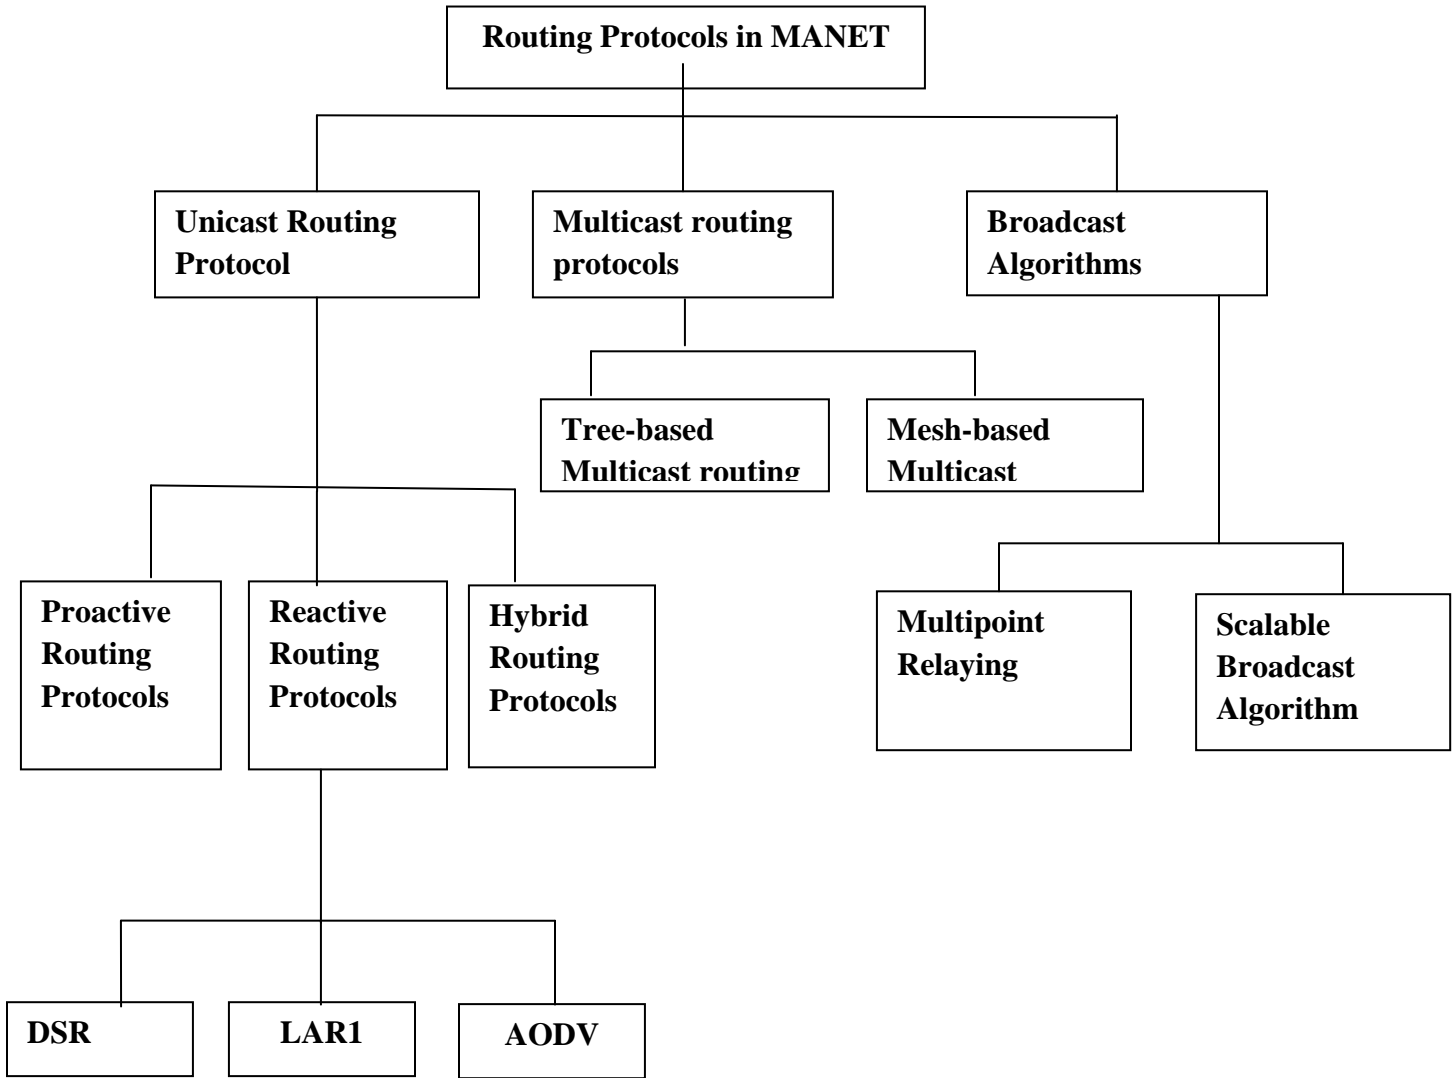 Routing Protocols in MANET
Unicast Routing
Protocol
Multicast routing
protocols
Broadcast
Algorithms
Tree-based
Multicast routing
Mesh-based
Multicast
Proactive
Routing
Protocols
Reactive
Routing
Protocols
Hybrid
Routing
Protocols
Multipoint
Relaying
Scalable
Broadcast
Algorithm
DSR
LAR1
AODV